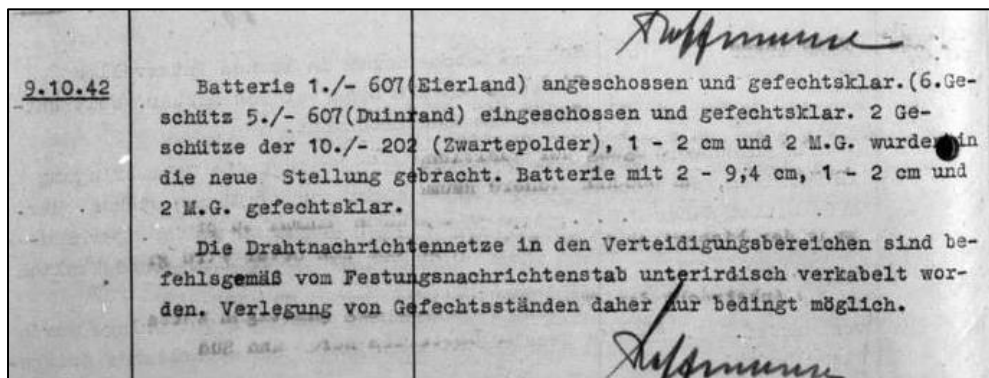 Hoffmann
9.10.42 Batterie 1./- 607(Eierland) angeschossen und gefechtsklar.(6.Ge-
schütz 5./- 607(Duinrand) eingeschossen und gefechtsklar. 2 Ge-
schütze der 10./- 202 (Zwartepolder), 1 - 2 cm und 2 M.G. wurden in
die neue Stellung gebracht. Batterie mit 2 - 9,4 cm, 1 - 2 cm und
2 M.G. gefechtsklar.
Die Drahtnachrichtennetze in den Verteidigungsbereichen sind be-
fehlsgemäß vom Festungsnachrichtenstab unterirdisch verkabelt wor-
den. Verlegung von Gefechtsständen daher nur bedingt möglich.
Hoffmann